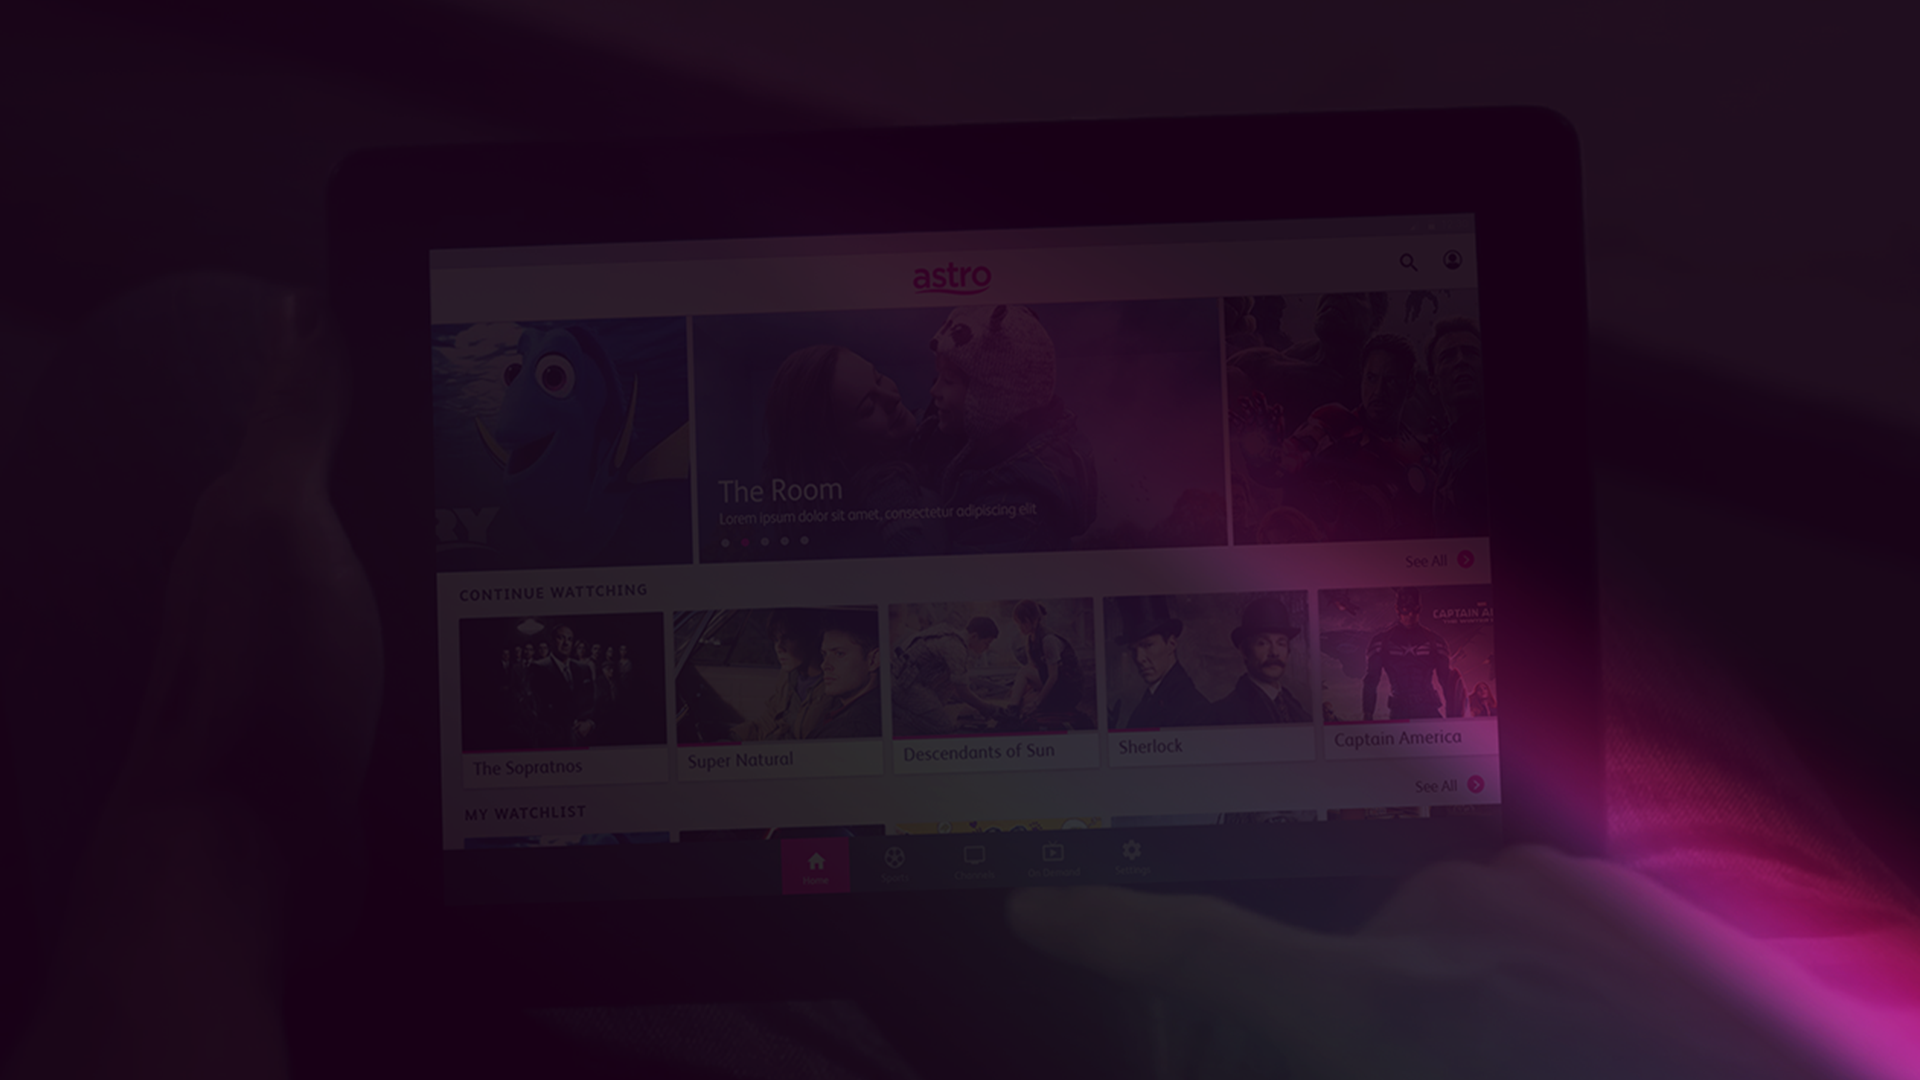 astro
RY
The Room
Lorem ipsum dolor sit amet, consectetur adipiscing elit
See All
CONTINUE WATTCHING
CAPTAIN A
The Sopratnos
Super Natural
Descendants of Sun
Sherlock
Captain America
See All
MY WATCHLIST
Home
Sports
Channels
On Demand
Settings